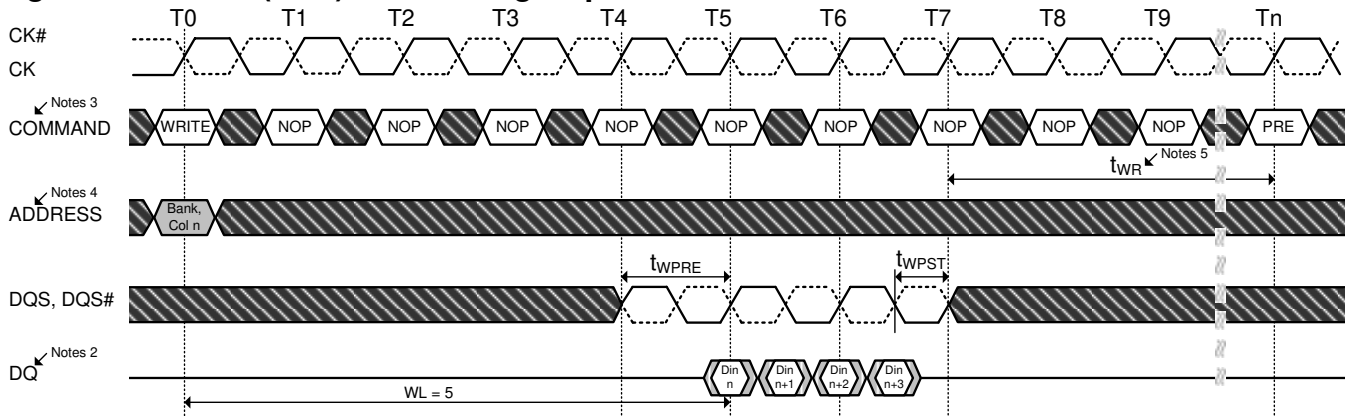 T0 T1 T2 T3 T4 T5 T6 T7 T8 T9 Tn
CK#
CK
Notes 3
COMMAND WRITE NOP NOP NOP NOP NOP NOP NOP NOP NOP PRE
tWR Notes 5
Notes 4
ADDRESS Bank,
Col n
tWPRE tWPST
DQS, DQS#
Notes 2
DQ Din n Din n+1 Din n+2 Din n+3
WL = 5